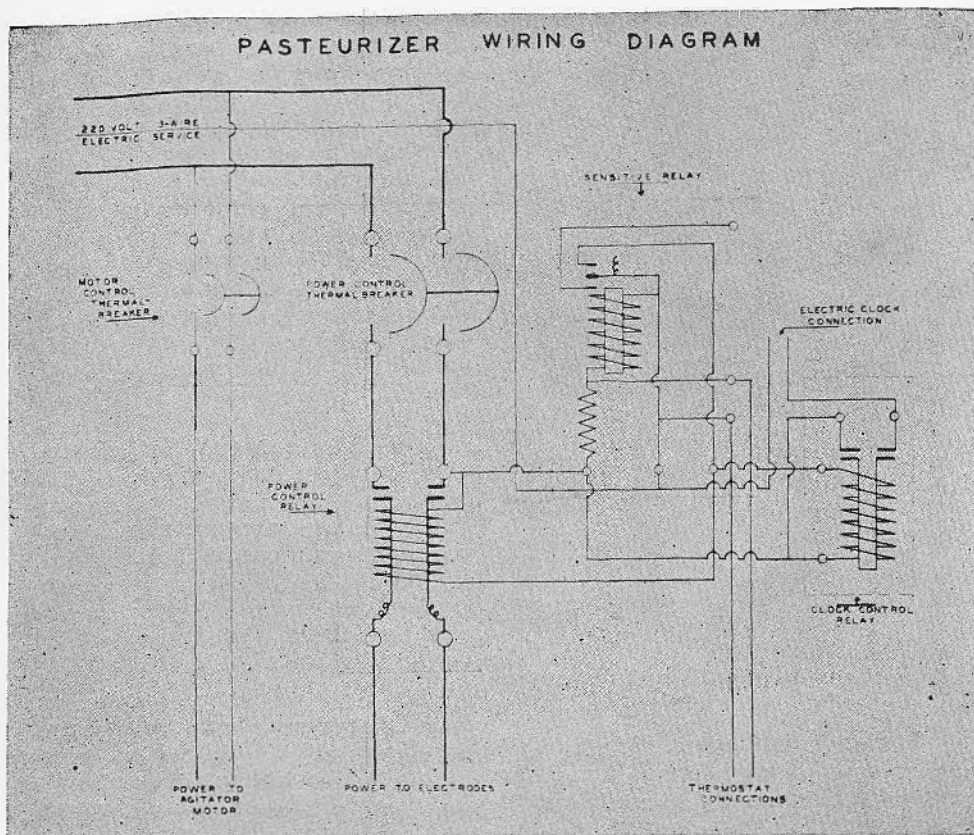 PASTEURIZER WIRING DIAGRAM
220 VOLT 3-WIRE
ELECTRIC SERVICE
SENSITIVE RELAY
MOTOR
CONTROL
THERMAL
BREAKER
POWER CONTROL
THERMAL BREAKER
ELECTRIC CLOCK
CONNECTION
POWER
CONTROL
RELAY
CLOCK CONTROL
RELAY
POWER TO
AGITATOR
MOTOR
POWER TO ELECTRODES
THERMOSTAT
CONNECTIONS